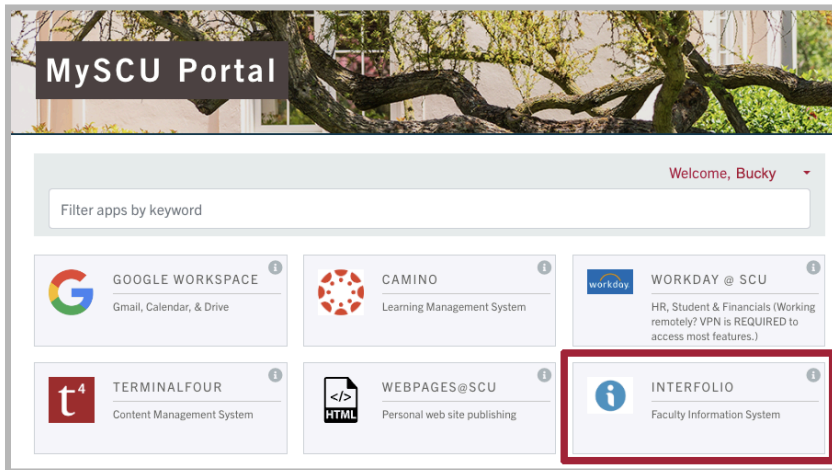 MySCU Portal
Welcome, Bucky
Filter apps by keyword
GOOGLE WORKSPACE
Gmail, Calendar, & Drive
CAMINO
Learning Management System
workday
WORKDAY @ SCU
HR, Student & Financials (Working
remotely? VPN is REQUIRED to
access most features.)
t4
TERMINALFOUR
Content Management System
</>
HTML
WEBPAGES@SCU
Personal web site publishing
INTERFOLIO
Faculty Information System